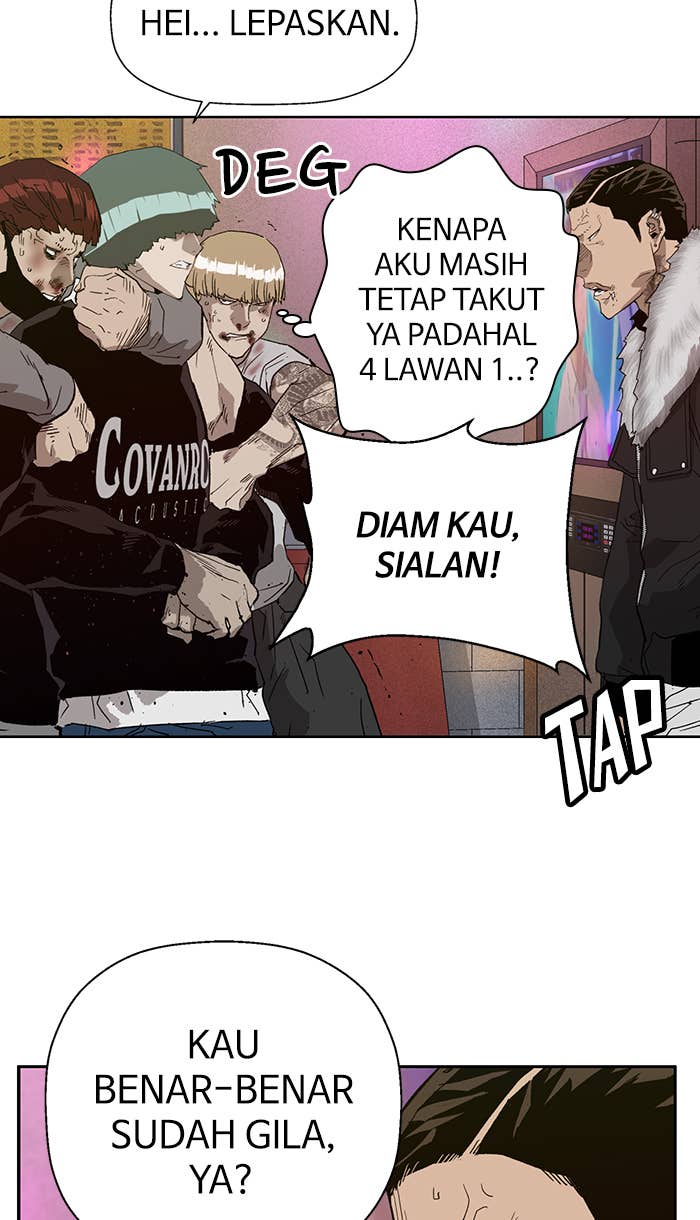 HEI... LEPASKAN.
DEG
KENAPA
AKU MASIH
TETAP TAKUT
YA PADAHAL
4 LAWAN 1..?
COVANRO
ACOUSTIC
DIAM KAU,
SIALAN!
TAP
KAU
BENAR-BENAR
SUDAH GILA,
YA?